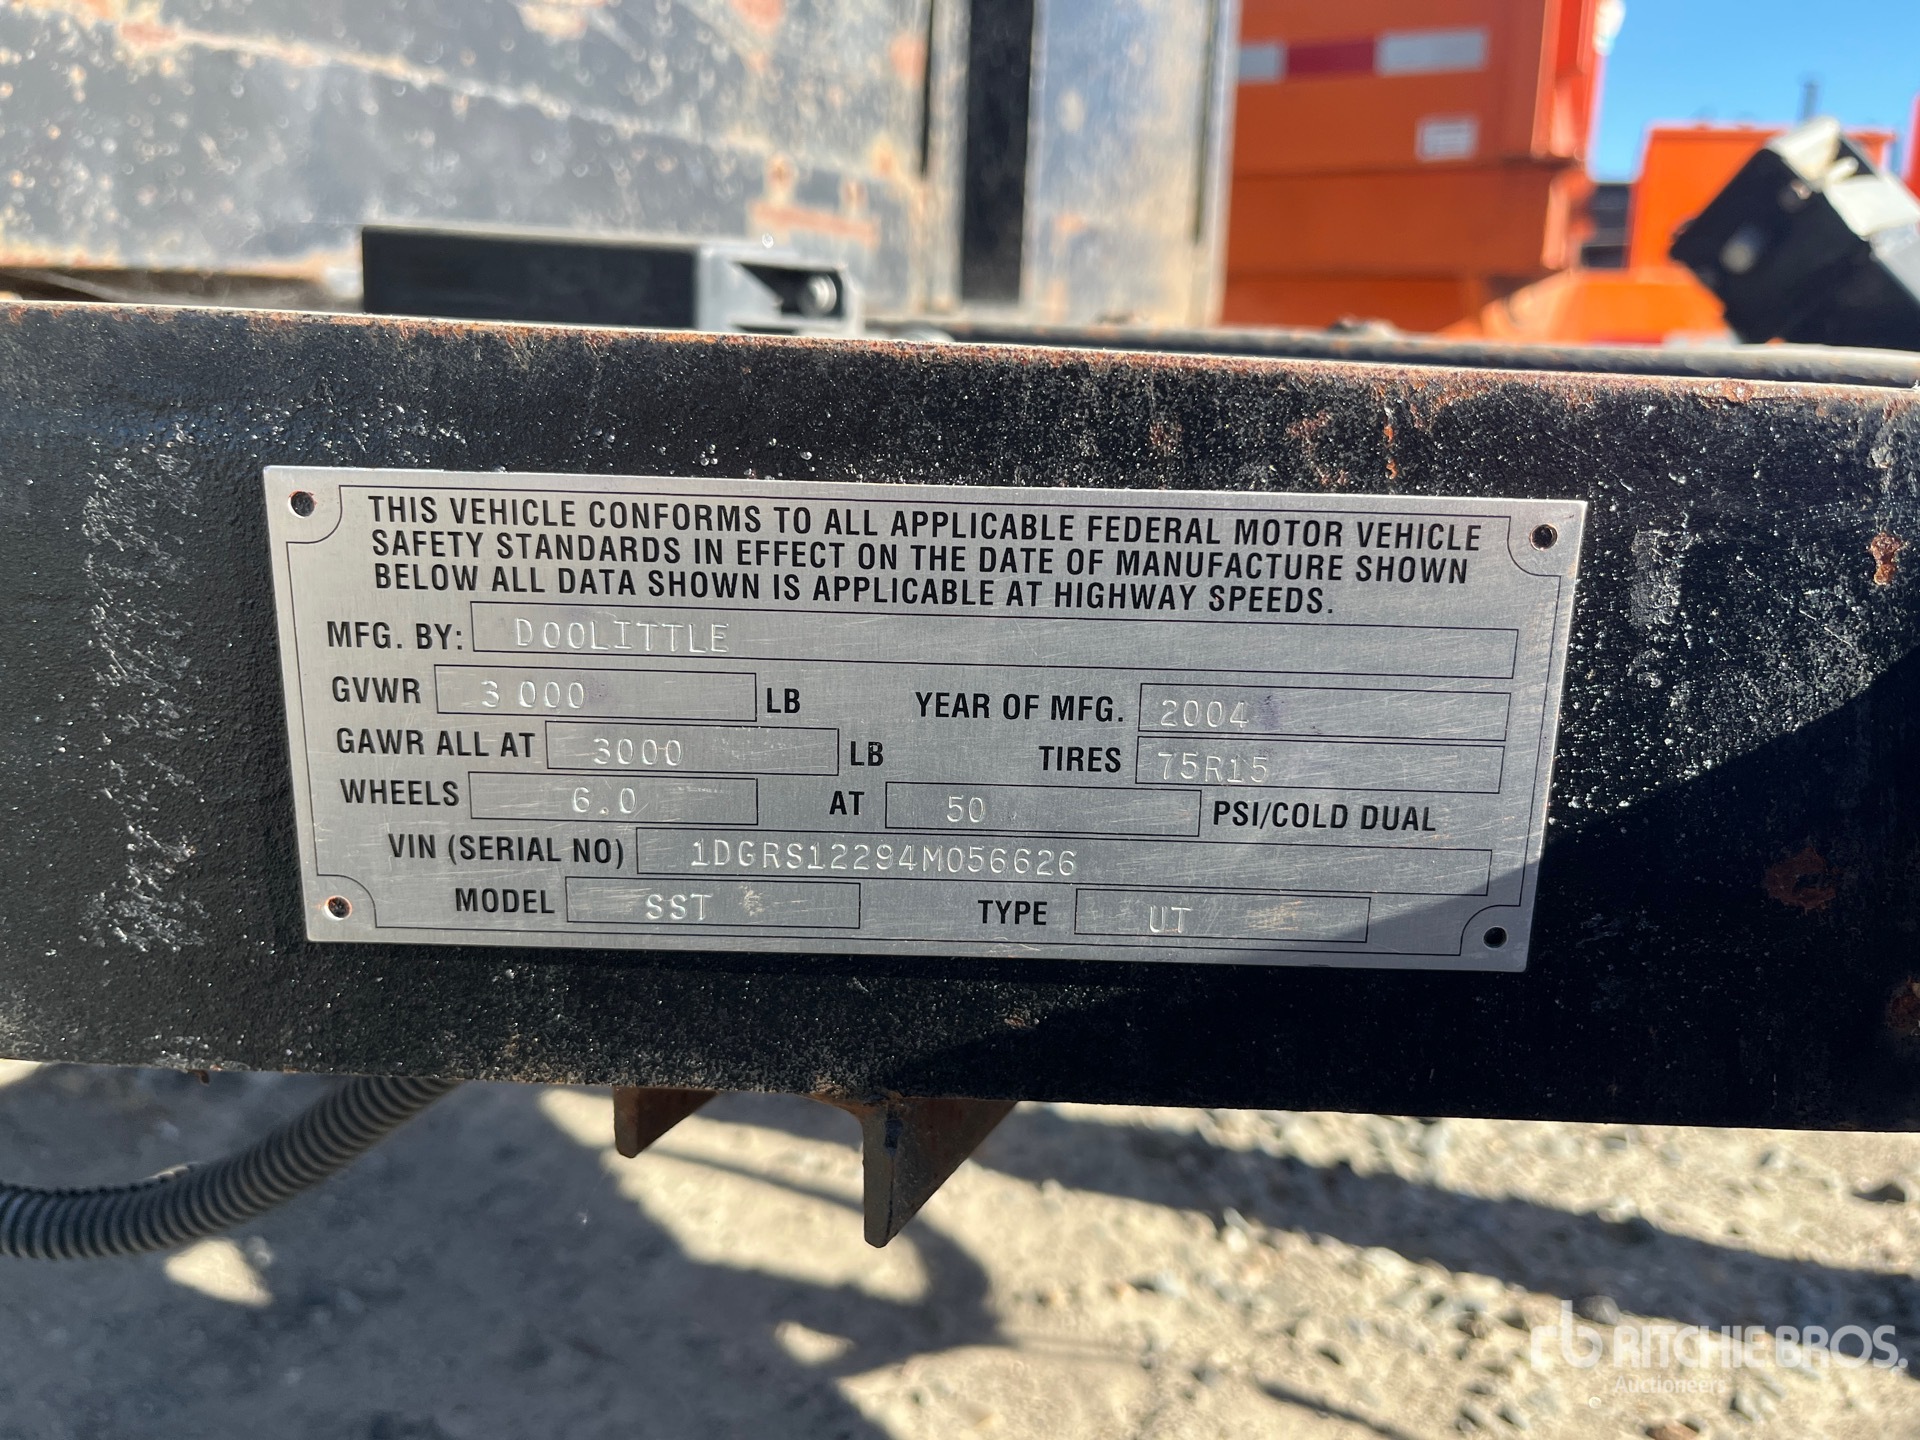 THIS VEHICLE CONFORMS TO ALL APPLICABLE FEDERAL MOTOR VEHICLE
SAFETY STANDARDS IN EFFECT ON THE DATE OF MANUFACTURE SHOWN
BELOW ALL DATA SHOWN IS APPLICABLE AT HIGHWAY SPEEDS.
MFG. BY: DOOLITTLE
GVWR 3 000 LB YEAR OF MFG. 2004
GAWR ALL AT 3000 LB TIRES 75R15
WHEELS 6.0 AT 50 PSI/COLD DUAL
VIN (SERIAL NO) 1DGRS12294M056626
MODEL SST TYPE UT
rb RITCHIE BROS.
Auctioneers